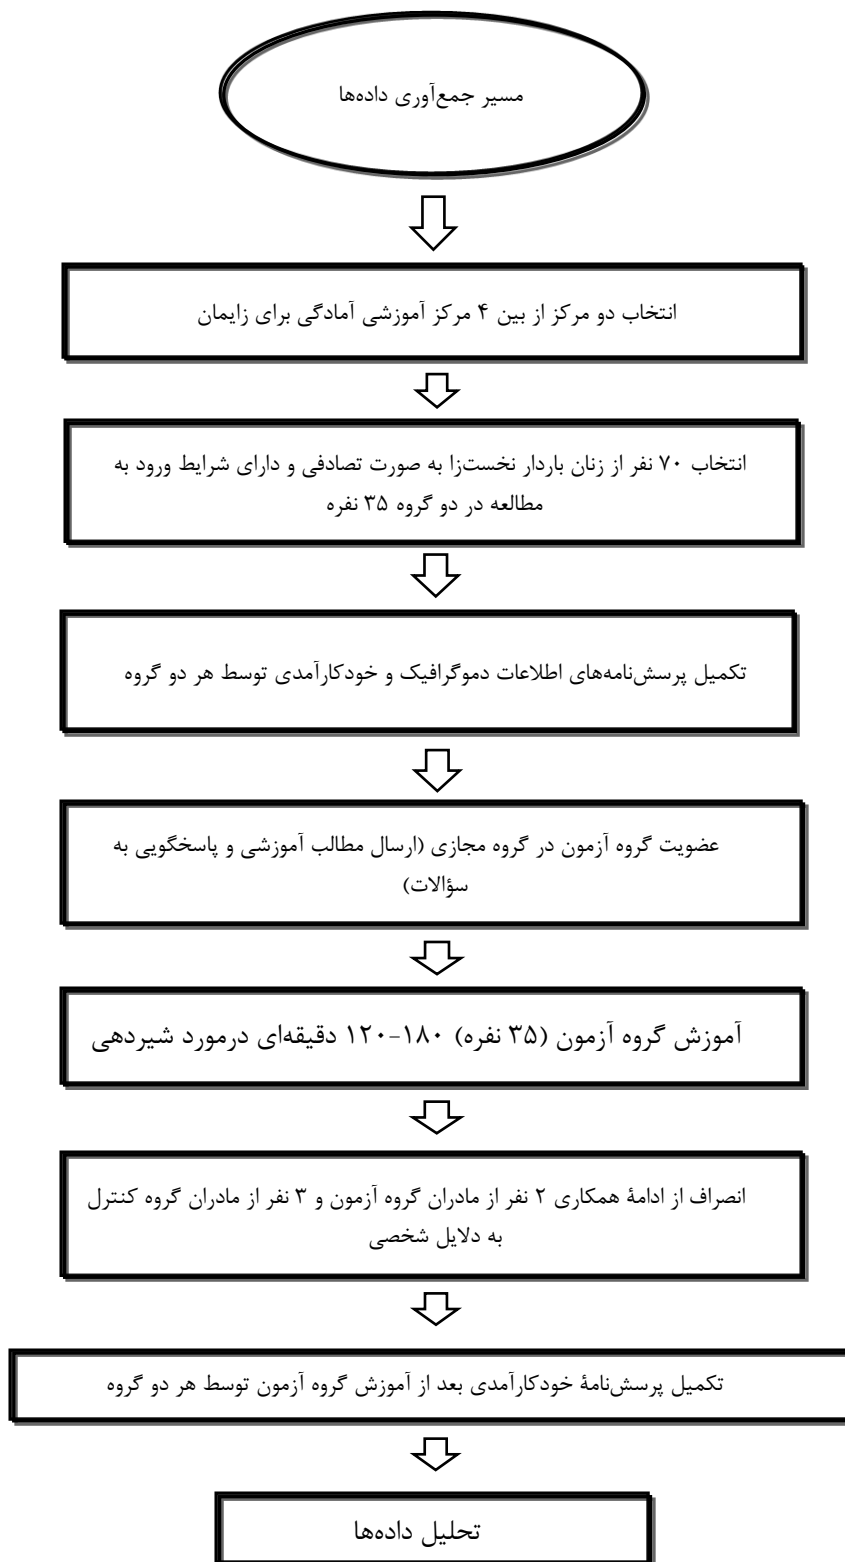 مسیر جمع‌آوری داده‌ها
انتخاب دو مرکز از بین ۴ مرکز آموزشی آمادگی برای زایمان
انتخاب ۷۰ نفر از زنان باردار نخست‌زا به صورت تصادفی و دارای شرایط ورود به
مطالعه در دو گروه ۳۵ نفره
تکمیل پرسش‌نامه‌های اطلاعات دموگرافیک و خودکارآمدی توسط هر دو گروه
عضویت گروه آزمون در گروه مجازی (ارسال مطالب آموزشی و پاسخگویی به
سؤالات)
آموزش گروه آزمون (۳۵ نفره) ۱۸۰-۱۲۰ دقیقه‌ای درمورد شیردهی
انصراف از ادامۀ همکاری ۲ نفر از مادران گروه آزمون و ۳ نفر از مادران گروه کنترل
به دلایل شخصی
تکمیل پرسش‌نامۀ خودکارآمدی بعد از آموزش گروه آزمون توسط هر دو گروه
تحلیل داده‌ها